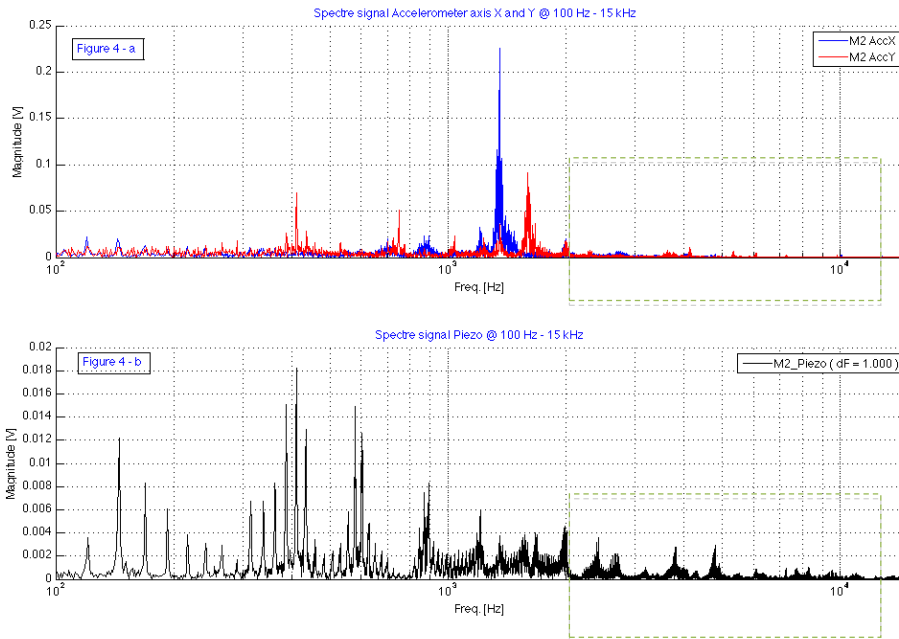 Spectre signal Accelerometer axis X and Y @ 100 Hz - 15 kHz
Figure 4 - a
M2 AccX
M2 AccY
Magnitude [V]
0.25
0.2
0.15
0.1
0.05
0
10^2
10^3
10^4
Freq. [Hz]
Spectre signal Piezo @ 100 Hz - 15 kHz
Figure 4 - b
M2_Piezo ( dF = 1.000 )
Magnitude [V]
0.02
0.018
0.016
0.014
0.012
0.01
0.008
0.006
0.004
0.002
0
10^2
10^3
10^4
Freq. [Hz]